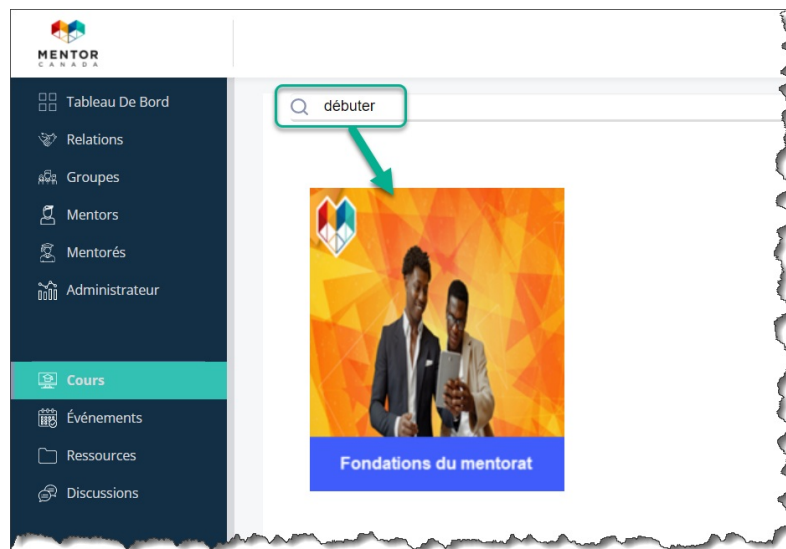 MENTOR
CANADA
débuter
Tableau De Bord
Relations
Groupes
Mentors
Mentorés
Administrateur
Cours
Événements
Ressources
Discussions
Fondations du mentorat